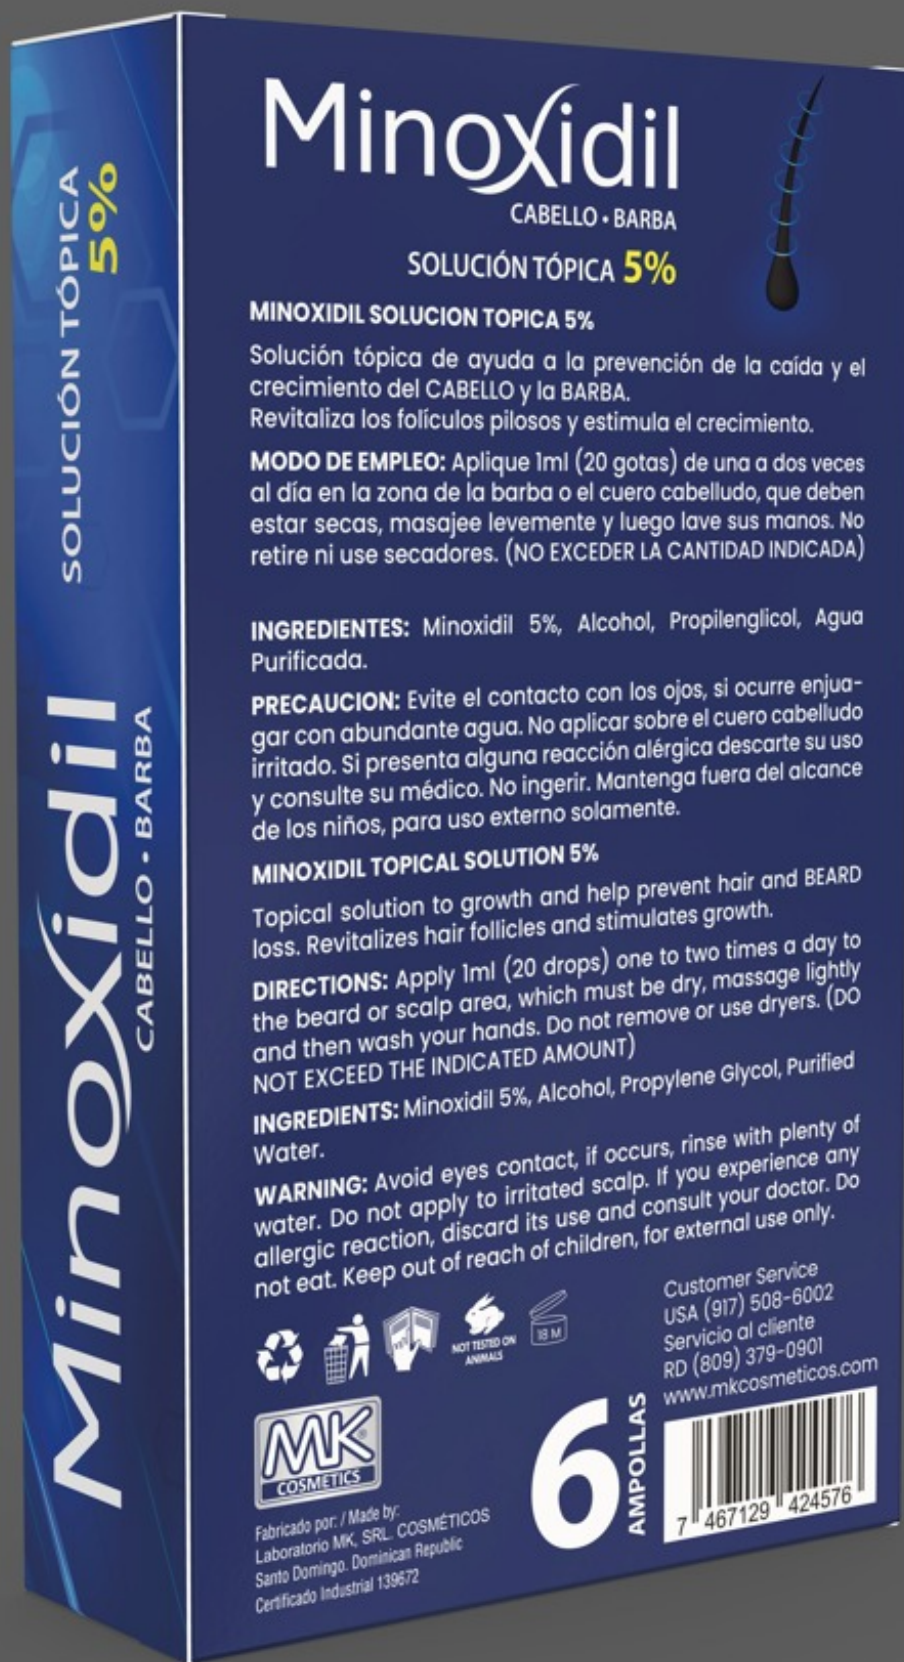 Minoxidil
CABELLO • BARBA
SOLUCIÓN TÓPICA
5%
Minoxidil
CABELLO • BARBA
SOLUCIÓN TÓPICA 5%
MINOXIDIL SOLUCION TOPICA 5%
Solución tópica de ayuda a la prevención de la caída y el
crecimiento del CABELLO y la BARBA.
Revitaliza los folículos pilosos y estimula el crecimiento.
MODO DE EMPLEO: Aplique 1ml (20 gotas) de una a dos veces
al día en la zona de la barba o el cuero cabelludo, que deben
estar secas, masajee levemente y luego lave sus manos. No
retire ni use secadores. (NO EXCEDER LA CANTIDAD INDICADA)
INGREDIENTES: Minoxidil 5%, Alcohol, Propilenglicol, Agua
Purificada.
PRECAUCION: Evite el contacto con los ojos, si ocurre enjua-
gar con abundante agua. No aplicar sobre el cuero cabelludo
irritado. Si presenta alguna reacción alérgica descarte su uso
y consulte su médico. No ingerir. Mantenga fuera del alcance
de los niños, para uso externo solamente.
MINOXIDIL TOPICAL SOLUTION 5%
Topical solution to growth and help prevent hair and BEARD
loss. Revitalizes hair follicles and stimulates growth.
DIRECTIONS: Apply 1ml (20 drops) one to two times a day to
the beard or scalp area, which must be dry, massage lightly
and then wash your hands. Do not remove or use dryers. (DO
NOT EXCEED THE INDICATED AMOUNT)
INGREDIENTS: Minoxidil 5%, Alcohol, Propylene Glycol, Purified
Water.
WARNING: Avoid eyes contact, if occurs, rinse with plenty of
water. Do not apply to irritated scalp. If you experience any
allergic reaction, discard its use and consult your doctor. Do
not eat. Keep out of reach of children, for external use only.
NOT TESTED ON
ANIMALS
18 M
Customer Service
USA (917) 508-6002
Servicio al cliente
RD (809) 379-0901
www.mkcosmeticos.com
MK®
COSMETICS
Fabricado por: / Made by:
Laboratorio MK, SRL. COSMÉTICOS
Santo Domingo. Dominican Republic
Certificado Industrial 139672
6
AMPOLLAS
7 467129 424576